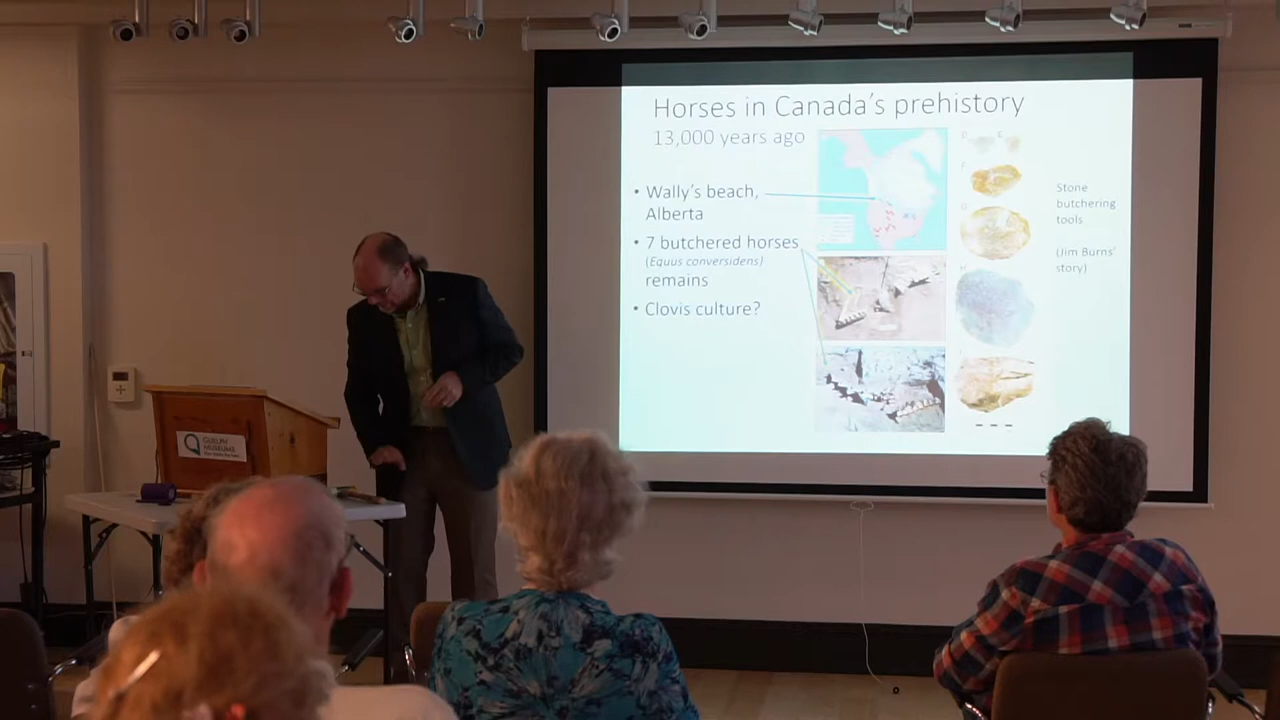 Horses in Canada's prehistory
13,000 years ago
• Wally's beach,
Alberta
• 7 butchered horses
(Equus conversidens)
remains
• Clovis culture?
Stone
butchering
tools
(Jim Burns'
story)
GUELPH
MUSEUMS